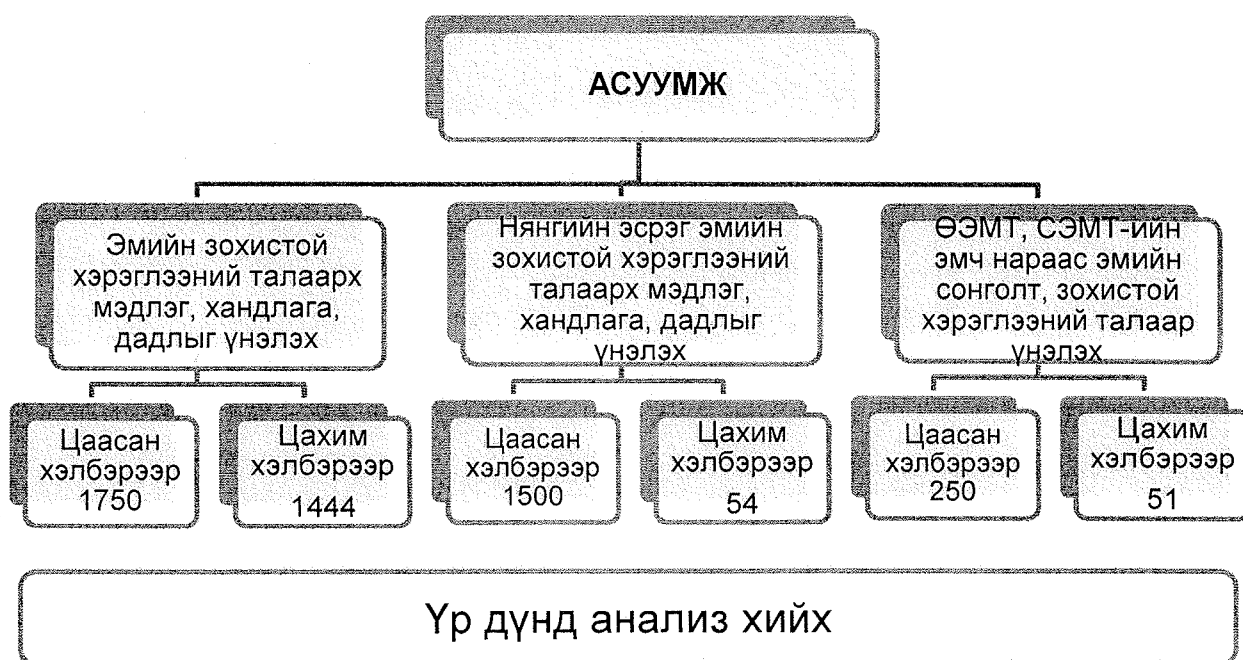 АСУУМЖ
Эмийн зохистой
хэрэглээний талаарх
мэдлэг, хандлага,
дадлыг үнэлэх
Нянгийн эсрэг эмийн
зохистой хэрэглээний
талаарх мэдлэг,
хандлага, дадлыг
үнэлэх
ӨЭМТ, СЭМТ-ийн
эмч нараас эмийн
сонголт, зохистой
хэрэглээний талаар
үнэлэх
Цаасан
хэлбэрээр
1750
Цахим
хэлбэрээр
1444
Цаасан
хэлбэрээр
1500
Цахим
хэлбэрээр
54
Цаасан
хэлбэрээр
250
Цахим
хэлбэрээр
51
Үр дүнд анализ хийх